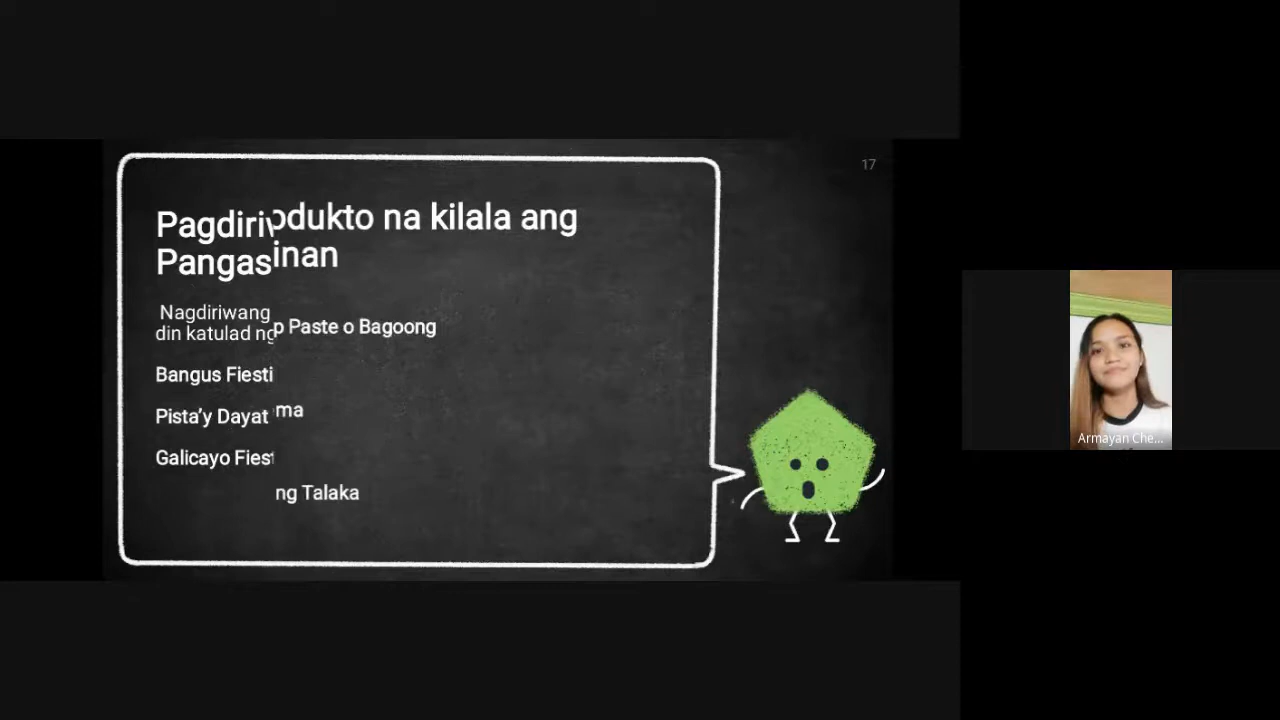 17
Pagdiriv odukto na kilala ang
Pangas inan
Nagdiriwang
din katulad ng
p Paste o Bagoong
Bangus Fiesti
Pista'y Dayat ma
Galicayo Fies
ng Talaka
Armayan Che...